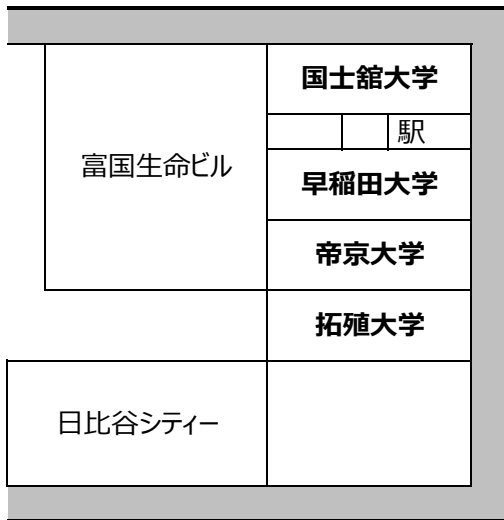 国士舘大学
駅
富国生命ビル
早稲田大学
帝京大学
拓殖大学
日比谷シティー